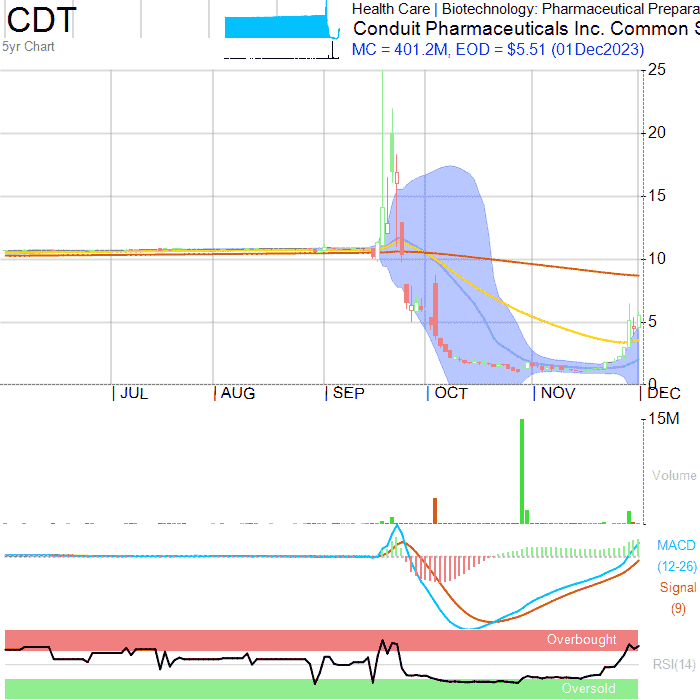 CDT
5yr Chart
Health Care | Biotechnology: Pharmaceutical Prepara
Conduit Pharmaceuticals Inc. Common S
MC = 401.2M, EOD = $5.51 (01Dec2023)
25
20
15
10
5
0
| JUL | AUG | SEP | OCT | NOV | DEC
15M
Volume
MACD
(12-26)
Signal
(9)
Overbought
RSI(14)
Oversold